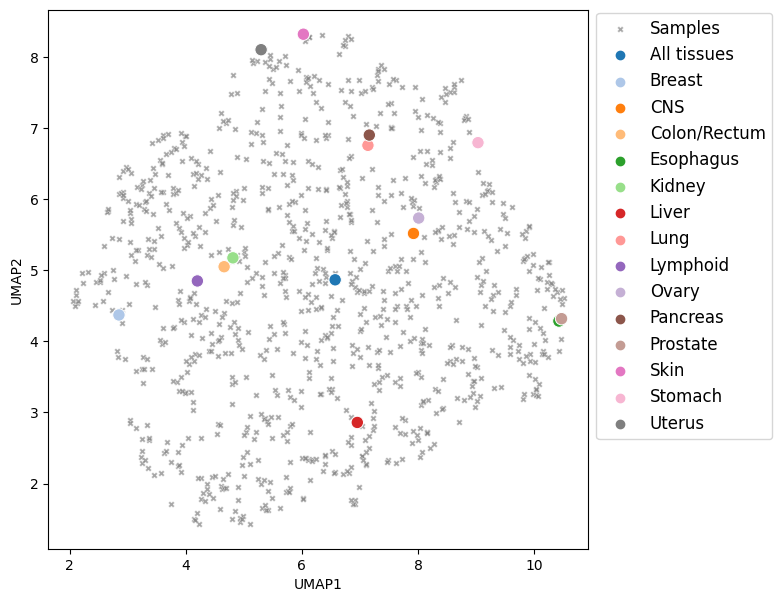 8
7
6
5
4
3
2
2
4
6
8
10
UMAP1
UMAP2
Samples
All tissues
Breast
CNS
Colon/Rectum
Esophagus
Kidney
Liver
Lung
Lymphoid
Ovary
Pancreas
Prostate
Skin
Stomach
Uterus